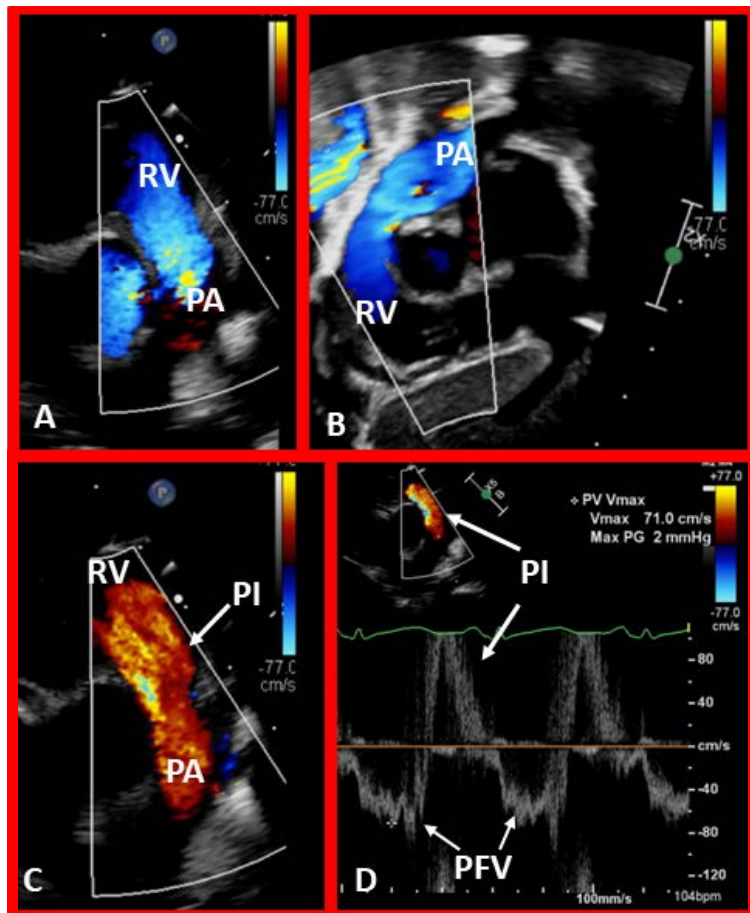 P
RV
PA
-77.0
cm/s
A
PA
RV
-77.0
cm/s
B
P
RV
PI
PA
-77.0
cm/s
C
+77.0
-77.0
cm/s
PV Vmax
Vmax 71.0 cm/s
Max PG 2 mmHg
PI
80
40
cm/s
-40
-80
-120
PFV
D
100mm/s
104bpm